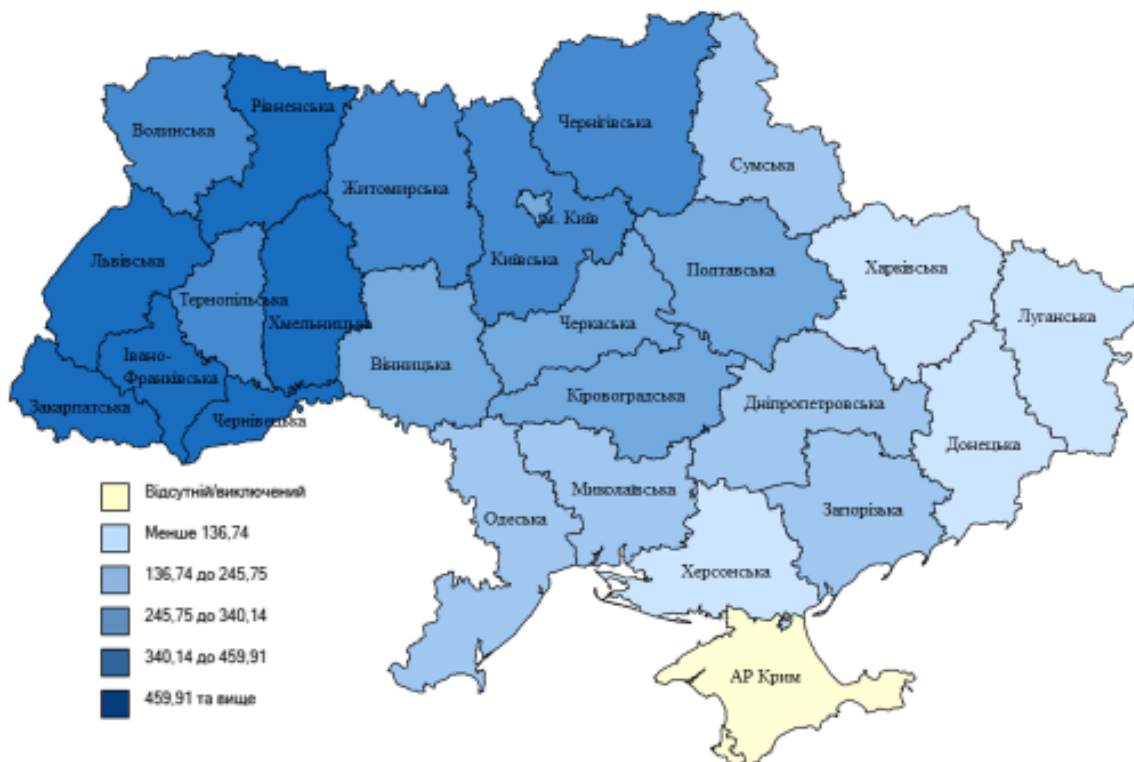 Рівненська
Чернігівська
Волинська
Сумська
Житомирська
м. Київ
Львівська
Київська
Полтавська
Харківська
Тернопільська
Луганська
Хмельницька
Черкаська
Івано-
Франківська
Вінницька
Закарпатська
Кіровоградська
Дніпропетровська
Чернівецька
Донецька
Миколаївська
Запорізька
Одеська
Херсонська
АР Крим
Відсутній/виключений
Менше 136,74
136,74 до 245,75
245,75 до 340,14
340,14 до 459,91
459,91 та вище